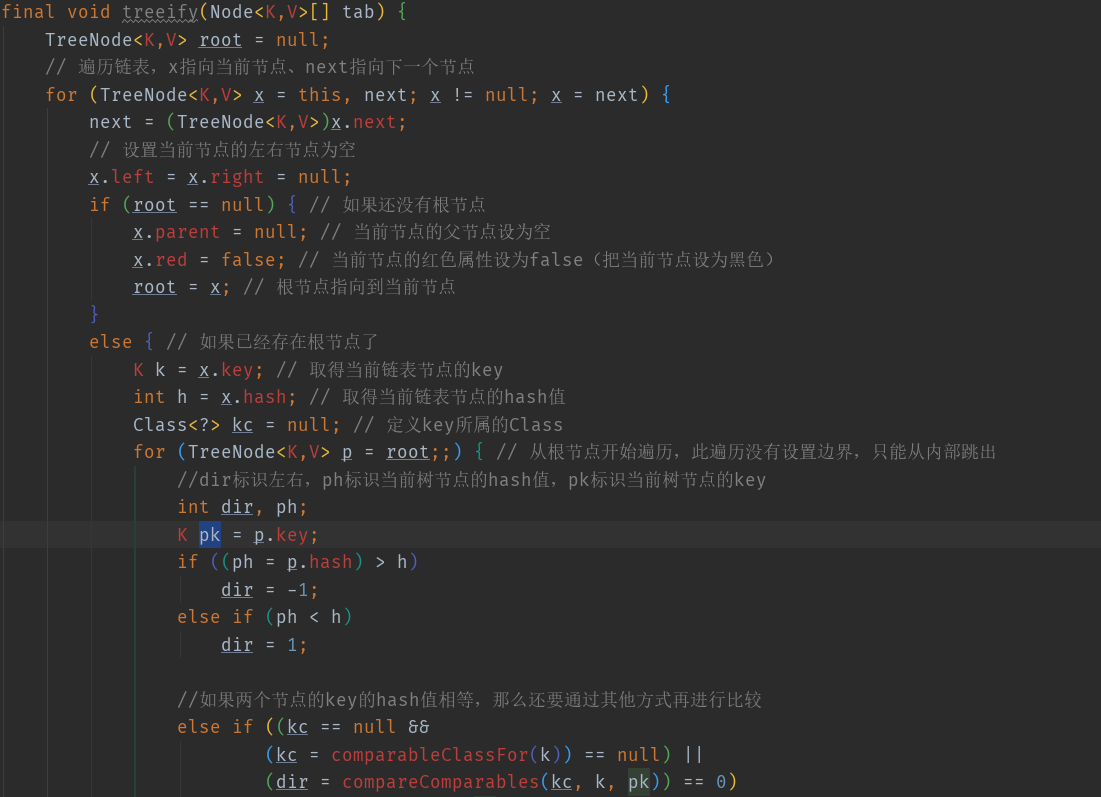 final void treeify(Node<K,V>[] tab) {
TreeNode<K,V> root = null;
// 遍历链表，x指向当前节点、next指向下一个节点
for (TreeNode<K,V> x = this, next; x != null; x = next) {
next = (TreeNode<K,V>)x.next;
// 设置当前节点的左右节点为空
x.left = x.right = null;
if (root == null) { // 如果还没有根节点
x.parent = null; // 当前节点的父节点设为空
x.red = false; // 当前节点的红色属性设为false（把当前节点设为黑色）
root = x; // 根节点指向到当前节点
}
else { // 如果已经存在根节点了
K k = x.key; // 取得当前链表节点的key
int h = x.hash; // 取得当前链表节点的hash值
Class<?> kc = null; // 定义key所属的Class
for (TreeNode<K,V> p = root;;) { // 从根节点开始遍历，此遍历没有设置边界，只能从内部跳出
//dir标识左右，ph标识当前树节点的hash值，pk标识当前树节点的key
int dir, ph;
K pk = p.key;
if ((ph = p.hash) > h)
dir = -1;
else if (ph < h)
dir = 1;
//如果两个节点的key的hash值相等，那么还要通过其他方式再进行比较
else if ((kc == null &&
(kc = comparableClassFor(k)) == null) ||
(dir = compareComparables(kc, k, pk)) == 0)